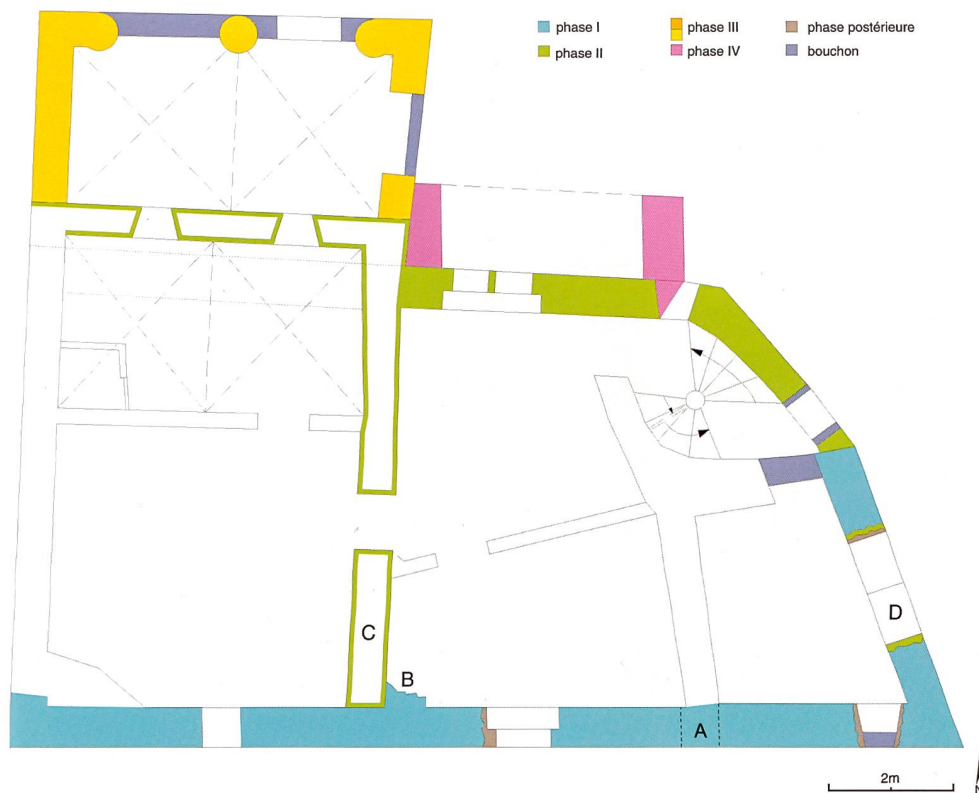 phase I
phase II
phase III
phase IV
phase postérieure
bouchon
C
B
D
A
2m